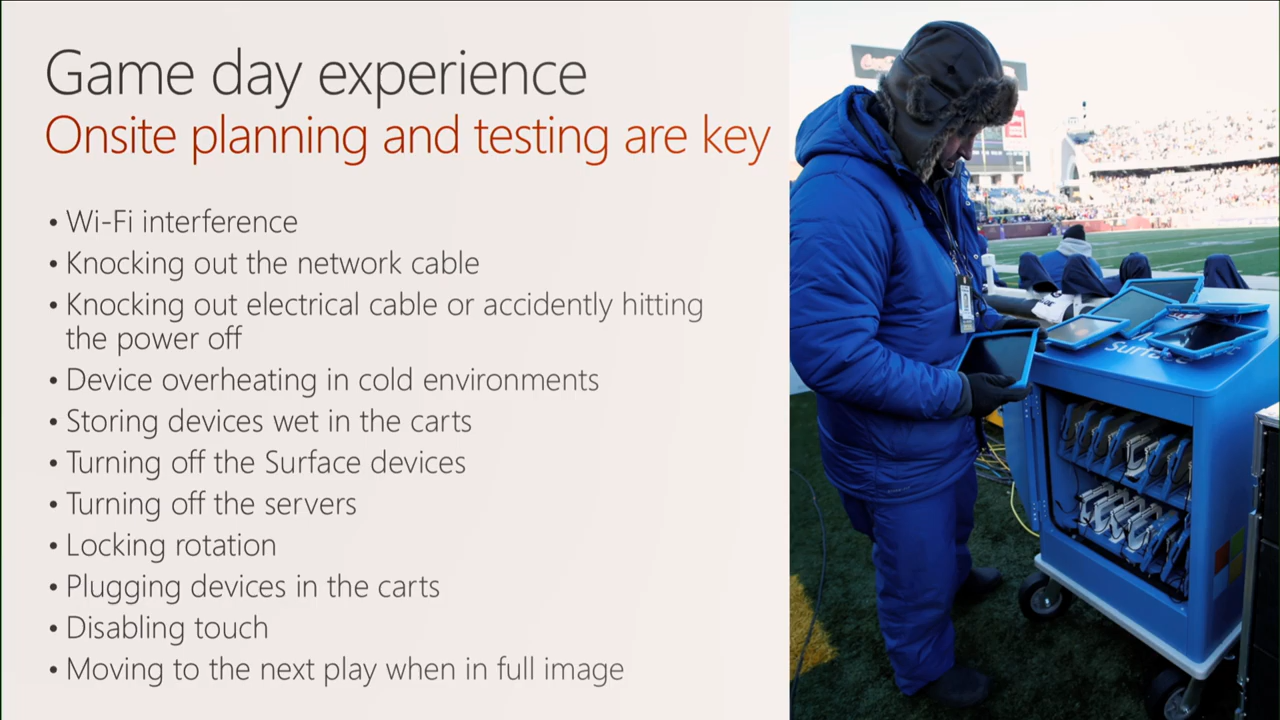 Game day experience
Onsite planning and testing are key
• Wi-Fi interference
• Knocking out the network cable
• Knocking out electrical cable or accidently hitting
the power off
• Device overheating in cold environments
• Storing devices wet in the carts
• Turning off the Surface devices
• Turning off the servers
• Locking rotation
• Plugging devices in the carts
• Disabling touch
• Moving to the next play when in full image
Surface